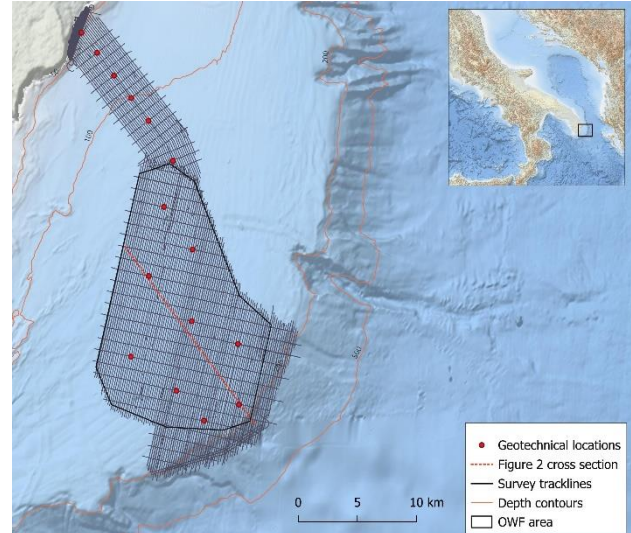 200
100
500
Geotechnical locations
Figure 2 cross section
Survey tracklines
Depth contours
OWF area
0 5 10 km